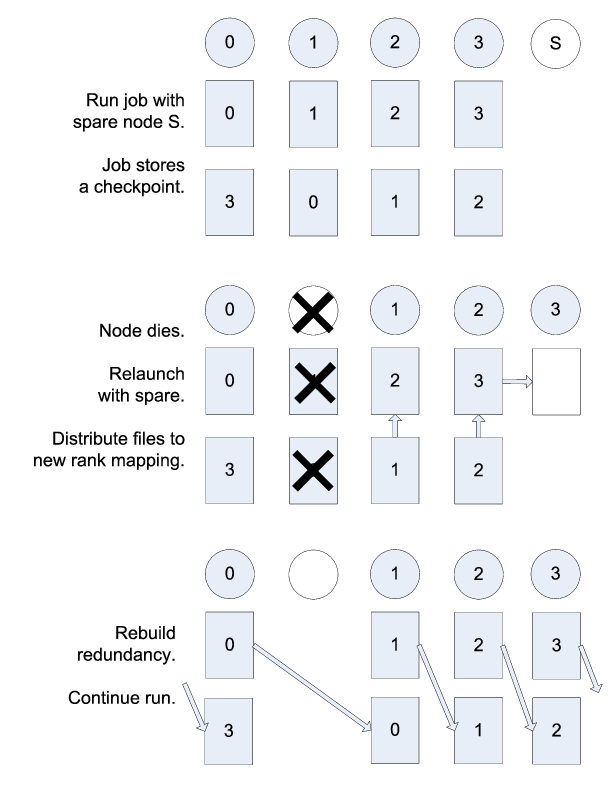 0 1 2 3 S
Run job with
spare node S.
0 1 2 3
Job stores
a checkpoint.
3 0 1 2
0 1 2 3
Node dies.
Relaunch
with spare.
0 2 3
Distribute files to
new rank mapping.
3 1 2
0 1 2 3
Rebuild
redundancy.
0 1 2 3
Continue run.
3 0 1 2